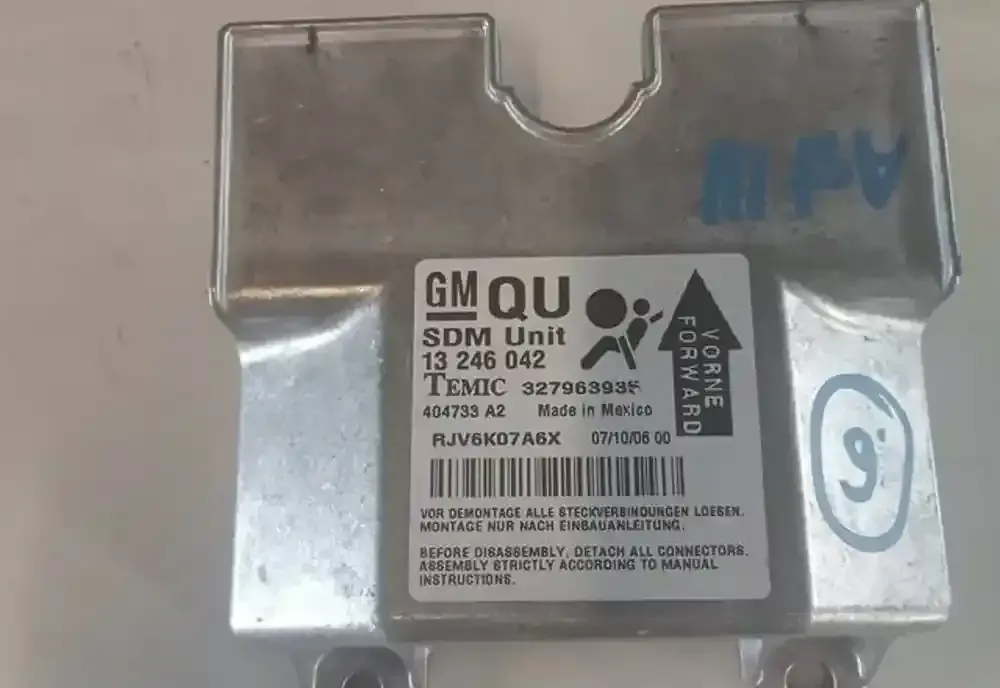 GM QU
SDM Unit
13 246 042
TEMIC 327963935
404733 A2 Made in Mexico
RJV6K07A6X 07/10/06 00
VORNE
FORWARD
VOR DEMONTAGE ALLE STECKVERBINDUNGEN LOESEN.
MONTAGE NUR NACH EINBAUANLEITUNG.
BEFORE DISASSEMBLY, DETACH ALL CONNECTORS.
ASSEMBLY STRICTLY ACCORDING TO MANUAL
INSTRUCTIONS.